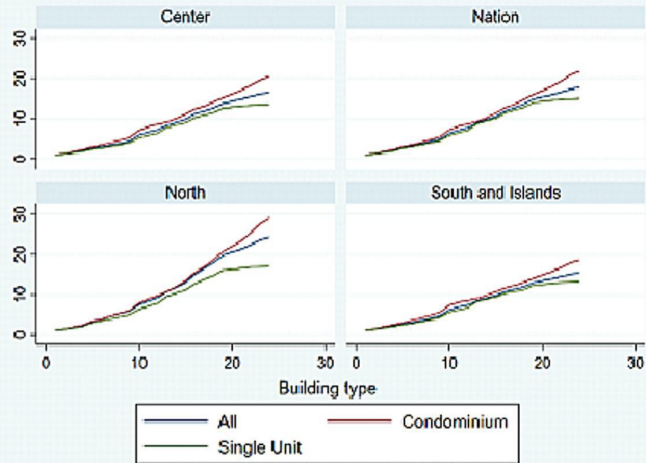 Center
Nation
30
20
10
0
North
South and Islands
30
20
10
0
0 10 20 30 0 10 20 30
Building type
All
Condominium
Single Unit